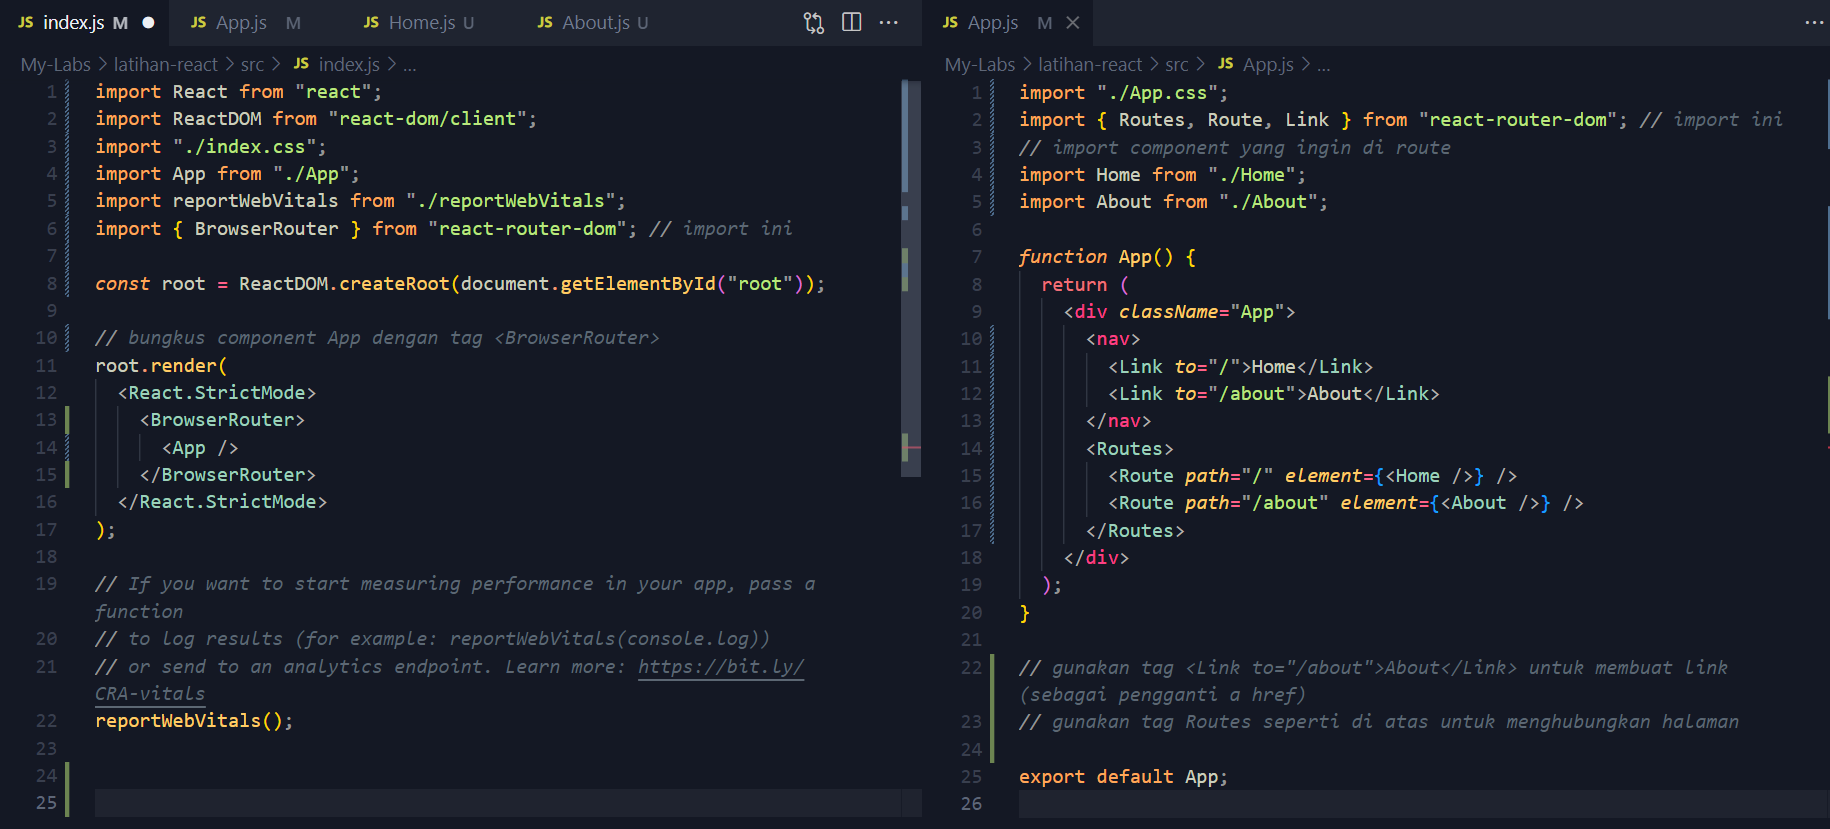 JS index.js M
JS App.js M
JS Home.js U
JS About.js U
My-Labs > latihan-react > src > JS index.js > ...
1 import React from "react";
2 import ReactDOM from "react-dom/client";
3 import "./index.css";
4 import App from "./App";
5 import reportWebVitals from "./reportWebVitals";
6 import { BrowserRouter } from "react-router-dom"; // import ini
7
8 const root = ReactDOM.createRoot(document.getElementById("root"));
9
10 // bungkus component App dengan tag <BrowserRouter>
11 root.render(
12 <React.StrictMode>
13 <BrowserRouter>
14 <App />
15 </BrowserRouter>
16 </React.StrictMode>
17 );
18
19 // If you want to start measuring performance in your app, pass a
function
20 // to log results (for example: reportWebVitals(console.log))
21 // or send to an analytics endpoint. Learn more: https://bit.ly/
CRA-vitals
22 reportWebVitals();
23
24
25
JS App.js M
My-Labs > latihan-react > src > JS App.js > ...
1 import "./App.css";
2 import { Routes, Route, Link } from "react-router-dom"; // import ini
3 // import component yang ingin di route
4 import Home from "./Home";
5 import About from "./About";
6
7 function App() {
8 return (
9 <div className="App">
10 <nav>
11 <Link to="/">Home</Link>
12 <Link to="/about">About</Link>
13 </nav>
14 <Routes>
15 <Route path="/" element={<Home />} />
16 <Route path="/about" element={<About />} />
17 </Routes>
18 </div>
19 );
20 }
21
22 // gunakan tag <Link to="/about">About</Link> untuk membuat link
(sebagai pengganti a href)
23 // gunakan tag Routes seperti di atas untuk menghubungkan halaman
24
25 export default App;
26